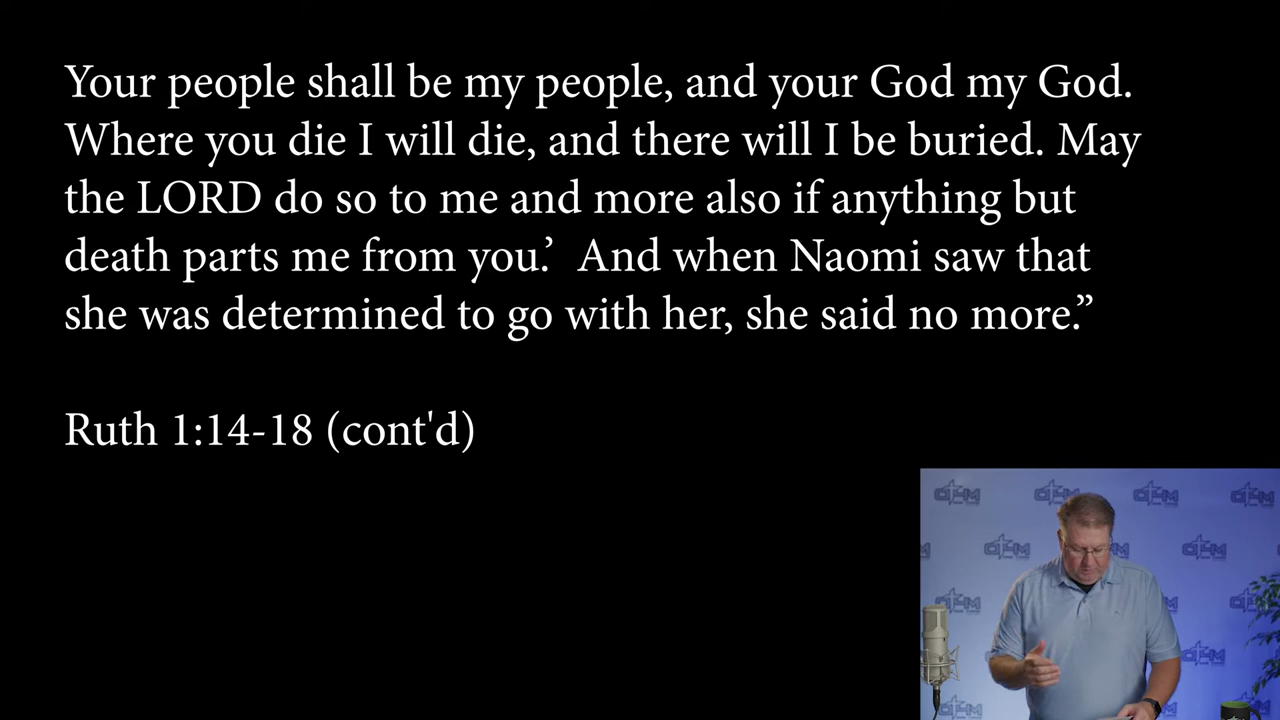 Your people shall be my people, and your God my God.
Where you die I will die, and there will I be buried. May
the LORD do so to me and more also if anything but
death parts me from you.’  And when Naomi saw that
she was determined to go with her, she said no more.”
Ruth 1:14-18 (cont'd)